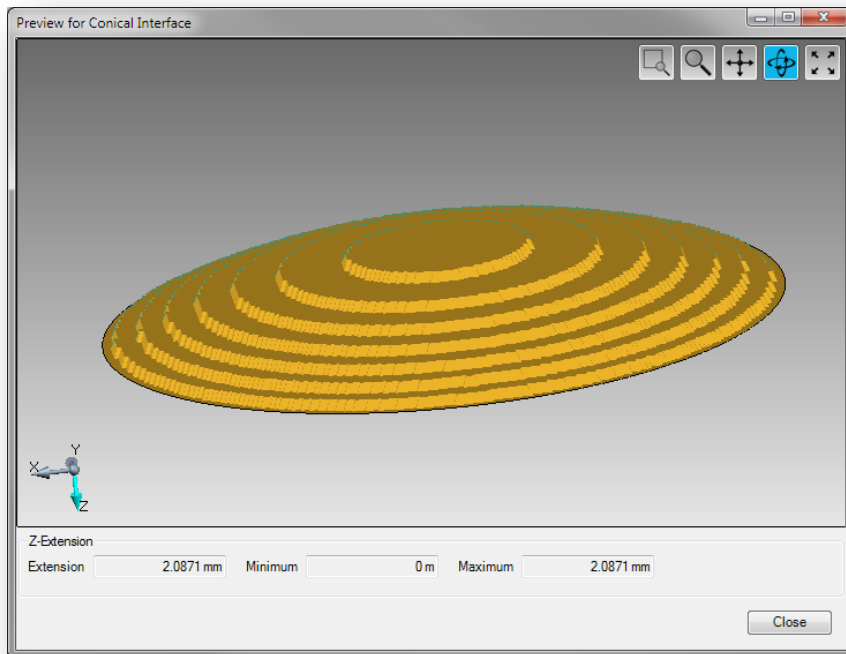 Preview for Conical Interface
Y
X
Z
Z-Extension
Extension 2.0871 mm Minimum 0 m Maximum 2.0871 mm
Close